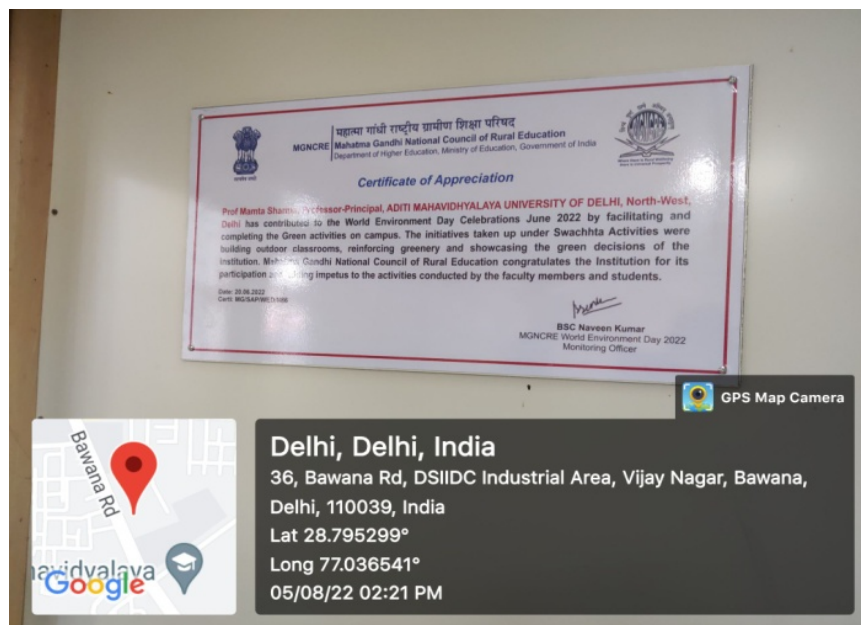 महात्मा गांधी राष्ट्रीय ग्रामीण शिक्षा परिषद
MGNCRE Mahatma Gandhi National Council of Rural Education
Department of Higher Education, Ministry of Education, Government of India
Certificate of Appreciation
Prof Mamta Sharma, Professor-Principal, ADITI MAHAVIDHYALAYA UNIVERSITY OF DELHI, North-West,
Delhi has contributed to the World Environment Day Celebrations June 2022 by facilitating and
completing the Green activities on campus. The initiatives taken up under Swachhta Activities were
building outdoor classrooms, reinforcing greenery and showcasing the green decisions of the
Institution. Mahatma Gandhi National Council of Rural Education congratulates the Institution for its
participation and impetus to the activities conducted by the faculty members and students.
Date: 20.06.2022
BSC Naveen Kumar
MGNCRE World Environment Day 2022
Monitoring Officer
GPS Map Camera
Bawana Rd
Google
Delhi, Delhi, India
36, Bawana Rd, DSIIDC Industrial Area, Vijay Nagar, Bawana,
Delhi, 110039, India
Lat 28.795299°
Long 77.036541°
05/08/22 02:21 PM